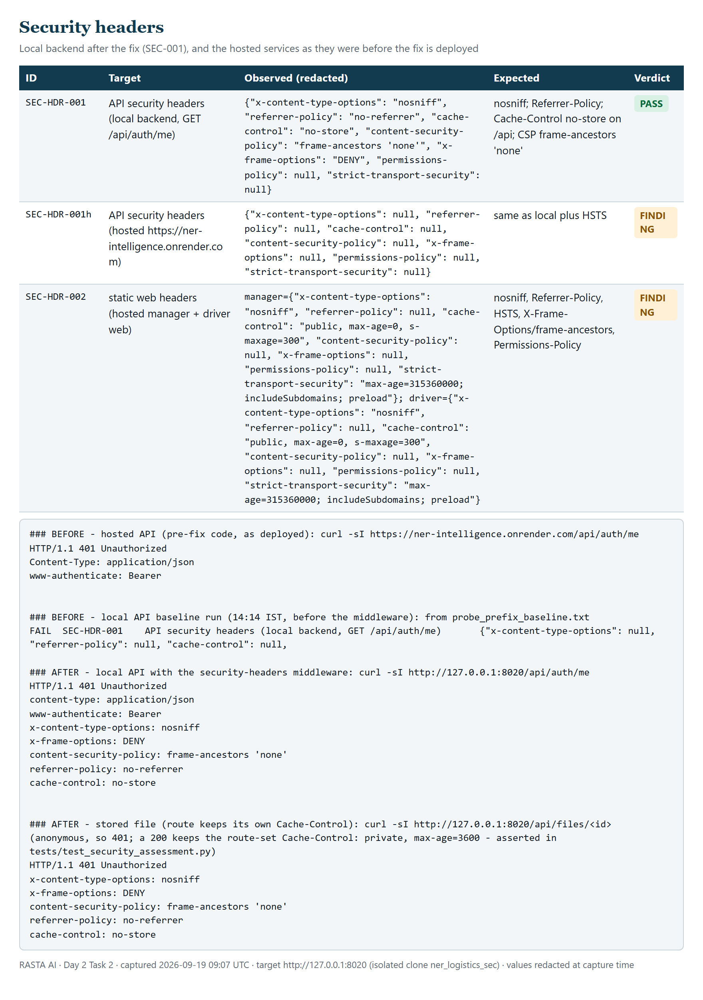 Security headers
Local backend after the fix (SEC-001), and the hosted services as they were before the fix is deployed
ID Target Observed (redacted) Expected Verdict
SEC-HDR-001
API security headers
(local backend, GET
/api/auth/me)
{"x-content-type-options": "nosniff",
"referrer-policy": "no-referrer", "cache-
control": "no-store", "content-security-
policy": "frame-ancestors 'none'", "x-
frame-options": "DENY", "permissions-
policy": null, "strict-transport-security":
null}
nosniff; Referrer-Policy;
Cache-Control no-store on
/api; CSP frame-ancestors
'none'
PASS
SEC-HDR-001h
API security headers
(hosted https://ner-
intelligence.onrender.co
m)
{"x-content-type-options": null, "referrer-
policy": null, "cache-control": null,
"content-security-policy": null, "x-frame-
options": null, "permissions-policy": null,
"strict-transport-security": null}
same as local plus HSTS
FINDI
NG
SEC-HDR-002
static web headers
(hosted manager + driver
web)
manager={"x-content-type-options":
"nosniff", "referrer-policy": null, "cache-
control": "public, max-age=0, s-
maxage=300", "content-security-policy":
null, "x-frame-options": null,
"permissions-policy": null, "strict-
transport-security": "max-age=315360000;
includeSubdomains; preload"}; driver={"x-
content-type-options": "nosniff",
"referrer-policy": null, "cache-control":
"public, max-age=0, s-maxage=300",
"content-security-policy": null, "x-frame-
options": null, "permissions-policy": null,
"strict-transport-security": "max-
age=315360000; includeSubdomains; preload"}
nosniff, Referrer-Policy,
HSTS, X-Frame-
Options/frame-ancestors,
Permissions-Policy
FINDI
NG
### BEFORE - hosted API (pre-fix code, as deployed): curl -sI https://ner-intelligence.onrender.com/api/auth/me
HTTP/1.1 401 Unauthorized
Content-Type: application/json
www-authenticate: Bearer
### BEFORE - local API baseline run (14:14 IST, before the middleware): from probe_prefix_baseline.txt
FAIL  SEC-HDR-001    API security headers (local backend, GET /api/auth/me)       {"x-content-type-options": null,
"referrer-policy": null, "cache-control": null,
### AFTER - local API with the security-headers middleware: curl -sI http://127.0.0.1:8020/api/auth/me
HTTP/1.1 401 Unauthorized
content-type: application/json
www-authenticate: Bearer
x-content-type-options: nosniff
x-frame-options: DENY
content-security-policy: frame-ancestors 'none'
referrer-policy: no-referrer
cache-control: no-store
### AFTER - stored file (route keeps its own Cache-Control): curl -sI http://127.0.0.1:8020/api/files/<id>
(anonymous, so 401; a 200 keeps the route-set Cache-Control: private, max-age=3600 - asserted in
tests/test_security_assessment.py)
HTTP/1.1 401 Unauthorized
x-content-type-options: nosniff
x-frame-options: DENY
content-security-policy: frame-ancestors 'none'
referrer-policy: no-referrer
cache-control: no-store
RASTA AI · Day 2 Task 2 · captured 2026-09-19 09:07 UTC · target http://127.0.0.1:8020 (isolated clone ner_logistics_sec) · values redacted at capture time